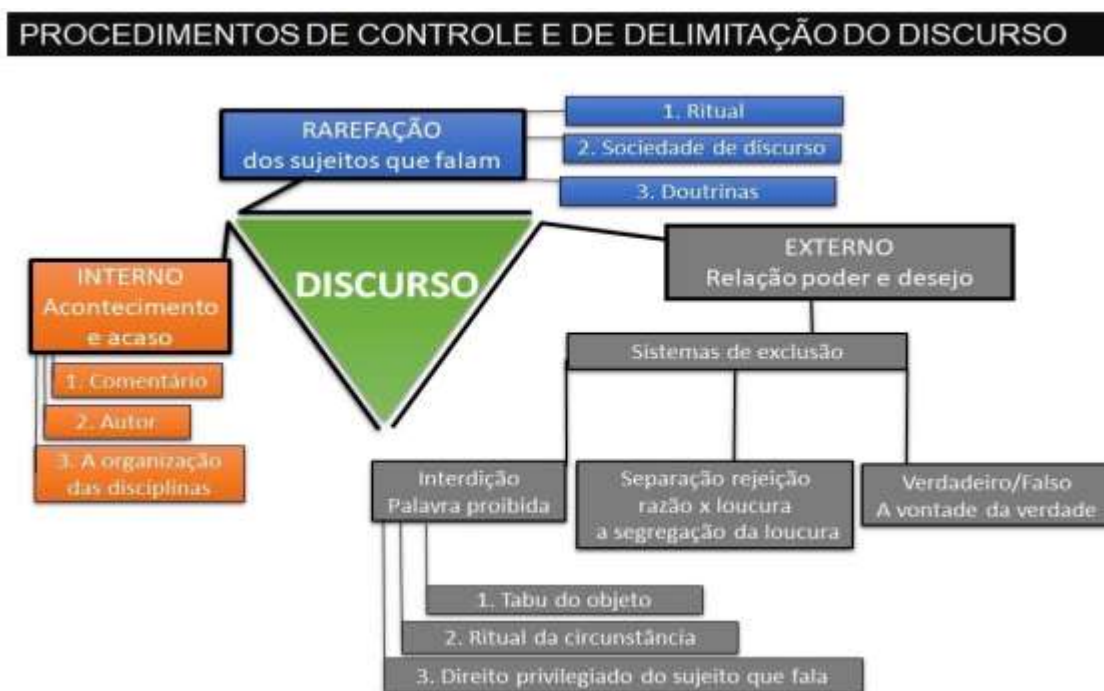 PROCEDIMENTOS DE CONTROLE E DE DELIMITAÇÃO DO DISCURSO
RAREFAÇÃO
dos sujeitos que falam
1. Ritual
2. Sociedade de discurso
3. Doutrinas
DISCURSO
INTERNO
Acontecimento
e acaso
1. Comentário
2. Autor
3. A organização
das disciplinas
EXTERNO
Relação poder e desejo
Sistemas de exclusão
Interdição
Palavra proibida
Separação rejeição
razão x loucura
a segregação da loucura
Verdadeiro/Falso
A vontade da verdade
1. Tabu do objeto
2. Ritual da circunstância
3. Direito privilegiado do sujeito que fala